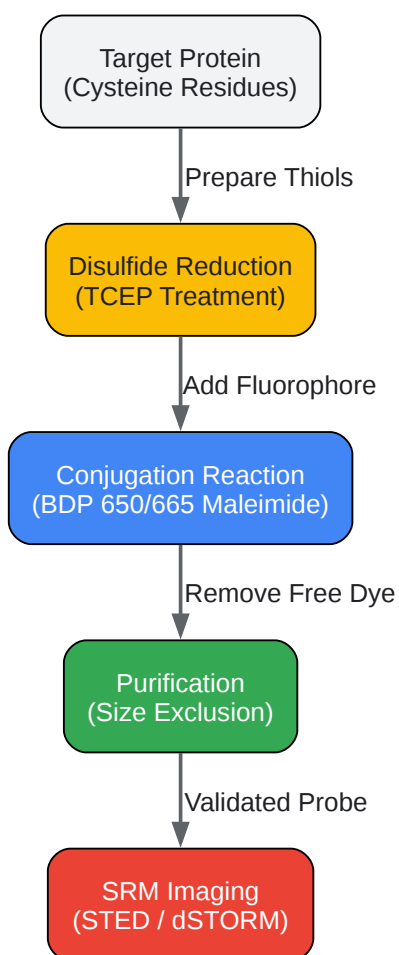 Target Protein
(Cysteine Residues)
Prepare Thiols
Disulfide Reduction
(TCEP Treatment)
Add Fluorophore
Conjugation Reaction
(BDP 650/665 Maleimide)
Remove Free Dye
Purification
(Size Exclusion)
Validated Probe
SRM Imaging
(STED / dSTORM)